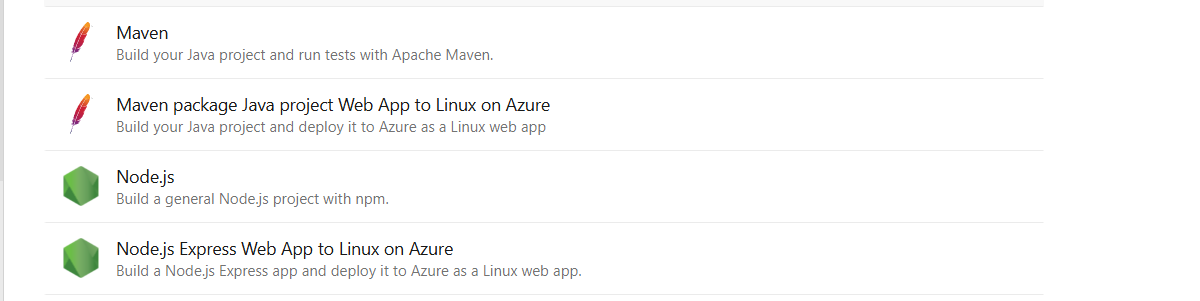 Maven
Build your Java project and run tests with Apache Maven.
Maven package Java project Web App to Linux on Azure
Build your Java project and deploy it to Azure as a Linux web app
Node.js
Build a general Node.js project with npm.
Node.js Express Web App to Linux on Azure
Build a Node.js Express app and deploy it to Azure as a Linux web app.